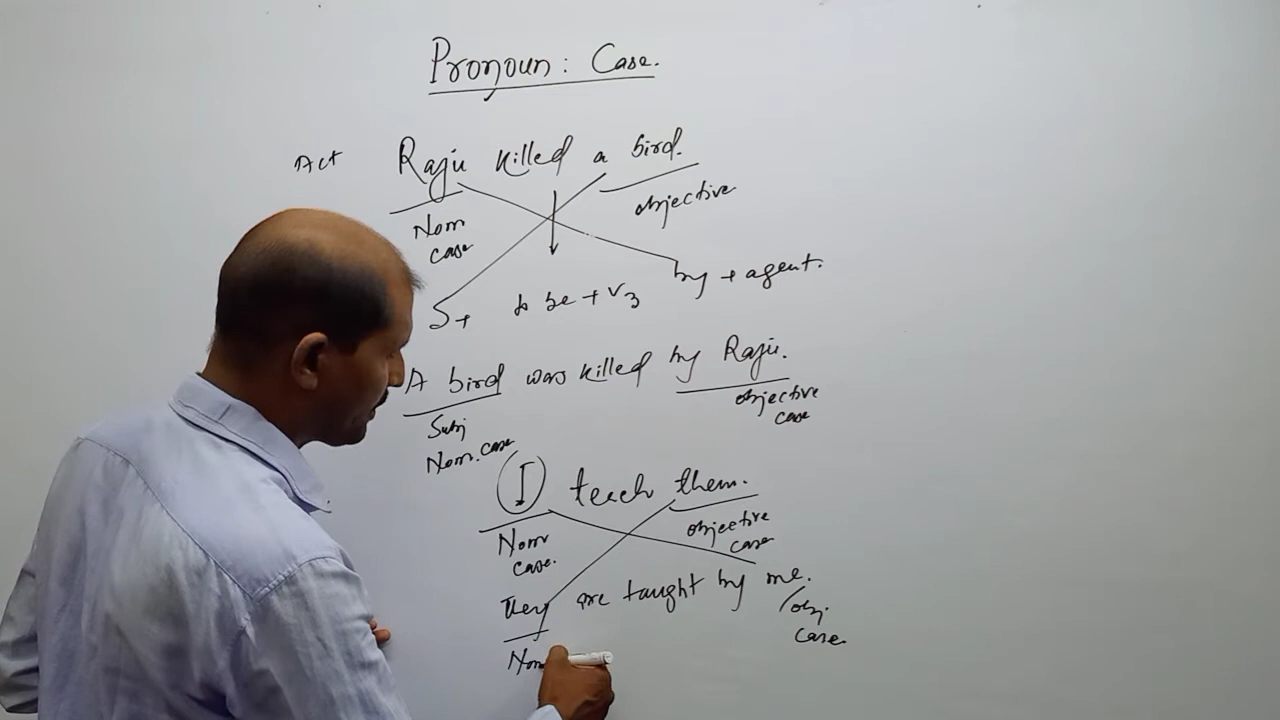 Pronoun : Case.
Act Raju killed a bird.
Nom case
objective
S+ to be + V3 by + agent.
A bird was killed by Raju.
Subj
Nom. case
objective case
I teach them.
Nom case.
objective case
They are taught by me.
obj. case.
Nom